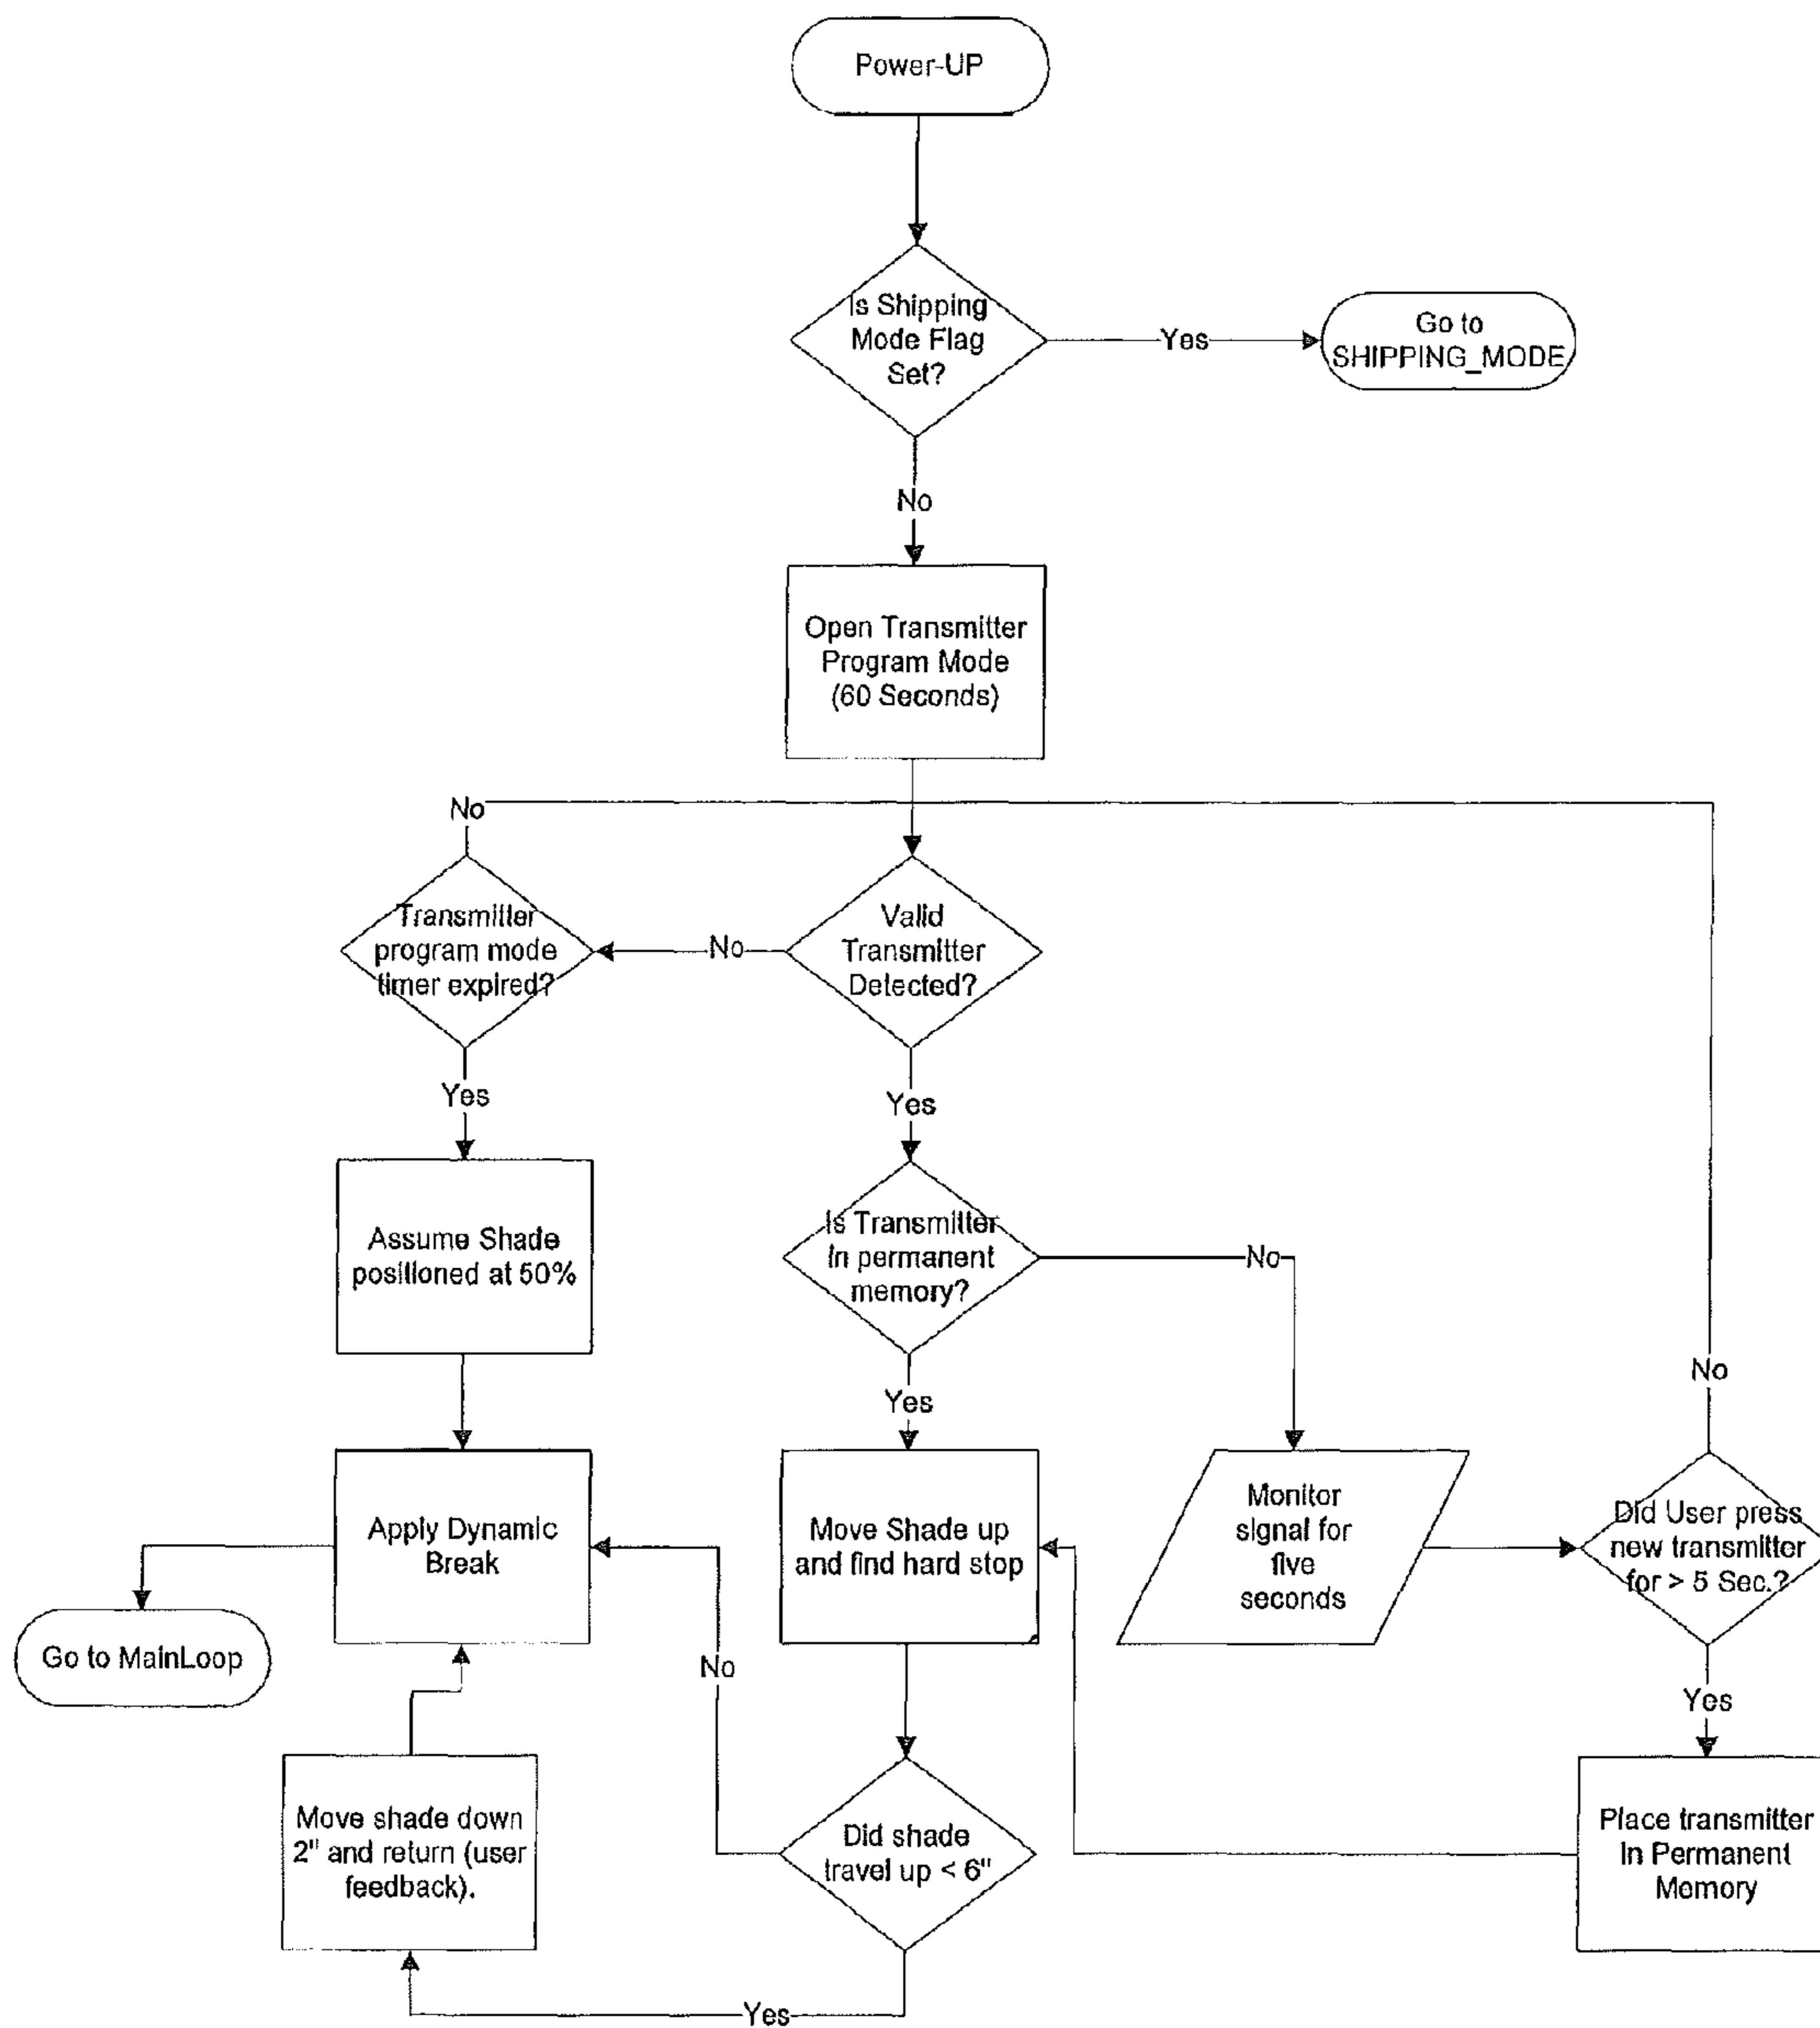 Power-UP
Is Shipping
Mode Flag
Set?
Yes
Go to
SHIPPING_MODE
No
Open Transmitter
Program Mode
(60 Seconds)
No
Transmitter
program mode
timer expired?
No
Valid
Transmitter
Detected?
Yes
Yes
Assume Shade
positioned at 50%
Is Transmitter
In permanent
memory?
No
No
Yes
Apply Dynamic
Break
Move Shade up
and find hard stop
Monitor
signal for
five
seconds
Did User press
new transmitter
for > 5 Sec.?
Go to MainLoop
No
Yes
Move shade down
2" and return (user
feedback).
Did shade
travel up < 6"
Place transmitter
In Permanent
Memory
Yes